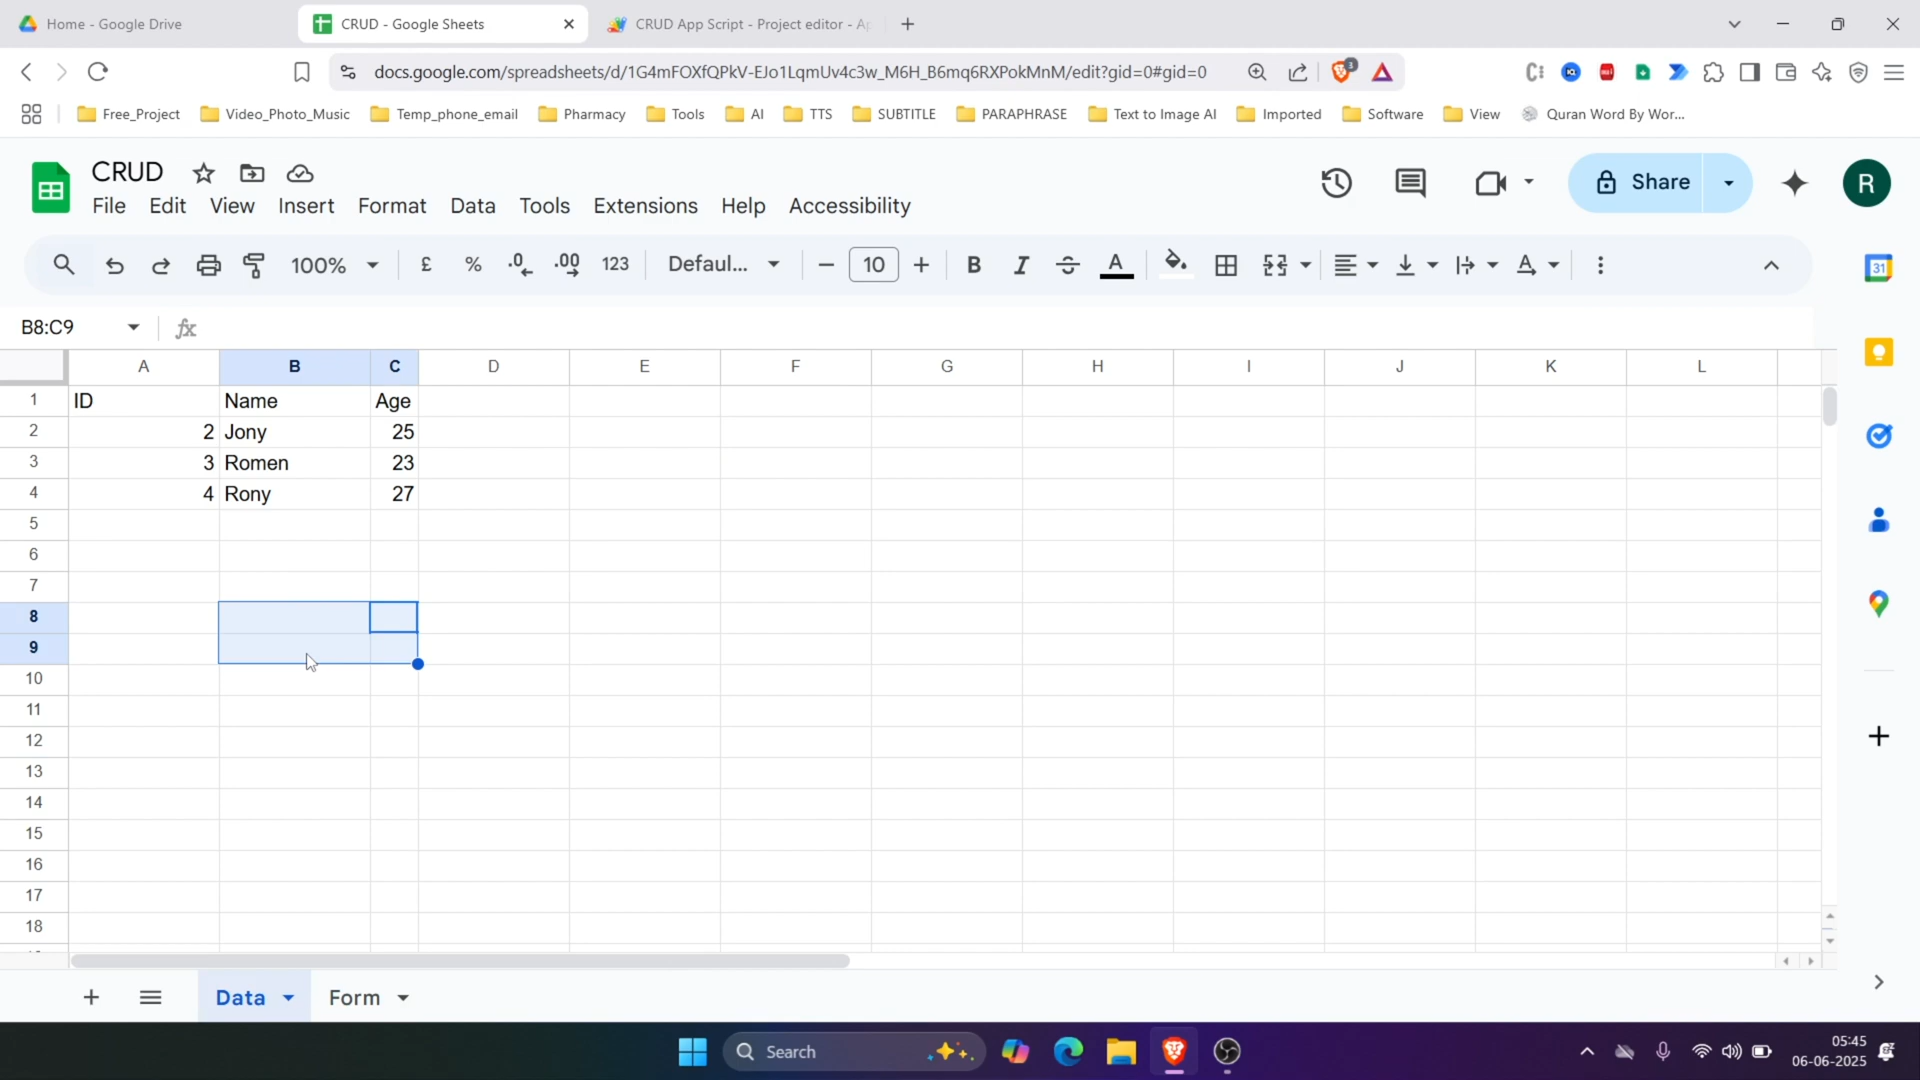 Home - Google Drive
CRUD - Google Sheets
CRUD App Script - Project editor - Ap
docs.google.com/spreadsheets/d/1G4mFOXfQPkV-EJo1LqmUv4c3w_M6H_B6mq6RXPokMnM/edit?gid=0#gid=0
3
Free_Project
Video_Photo_Music
Temp_phone_email
Pharmacy
Tools
AI
TTS
SUBTITLE
PARAPHRASE
Text to Image AI
Imported
Software
View
Quran Word By Wor...
CRUD
Share
R
File Edit View Insert Format Data Tools Extensions Help Accessibility
100%
£
%
.0
.00
123
Defaul...
10
B
I
A
A
31
B8:C9
fx
A B C D E F G H I J K L
1 ID Name Age
2 2 Jony 25
3 3 Romen 23
4 4 Rony 27
5
6
7
8
9
10
11
12
13
14
15
16
17
18
Data
Form
Search
05:45
06-06-2025